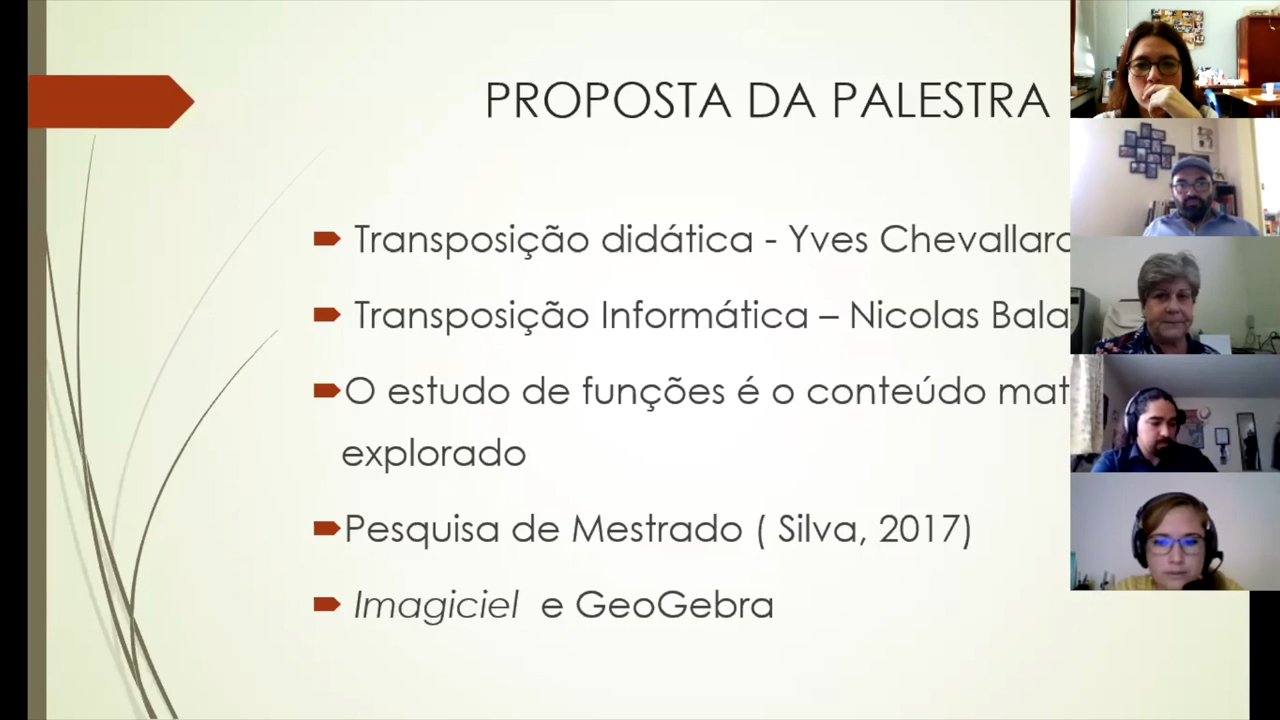 PROPOSTA DA PALESTRA
Transposição didática - Yves Chevallard
Transposição Informática – Nicolas Bala
O estudo de funções é o conteúdo mat
explorado
Pesquisa de Mestrado ( Silva, 2017)
Imagiciel e GeoGebra